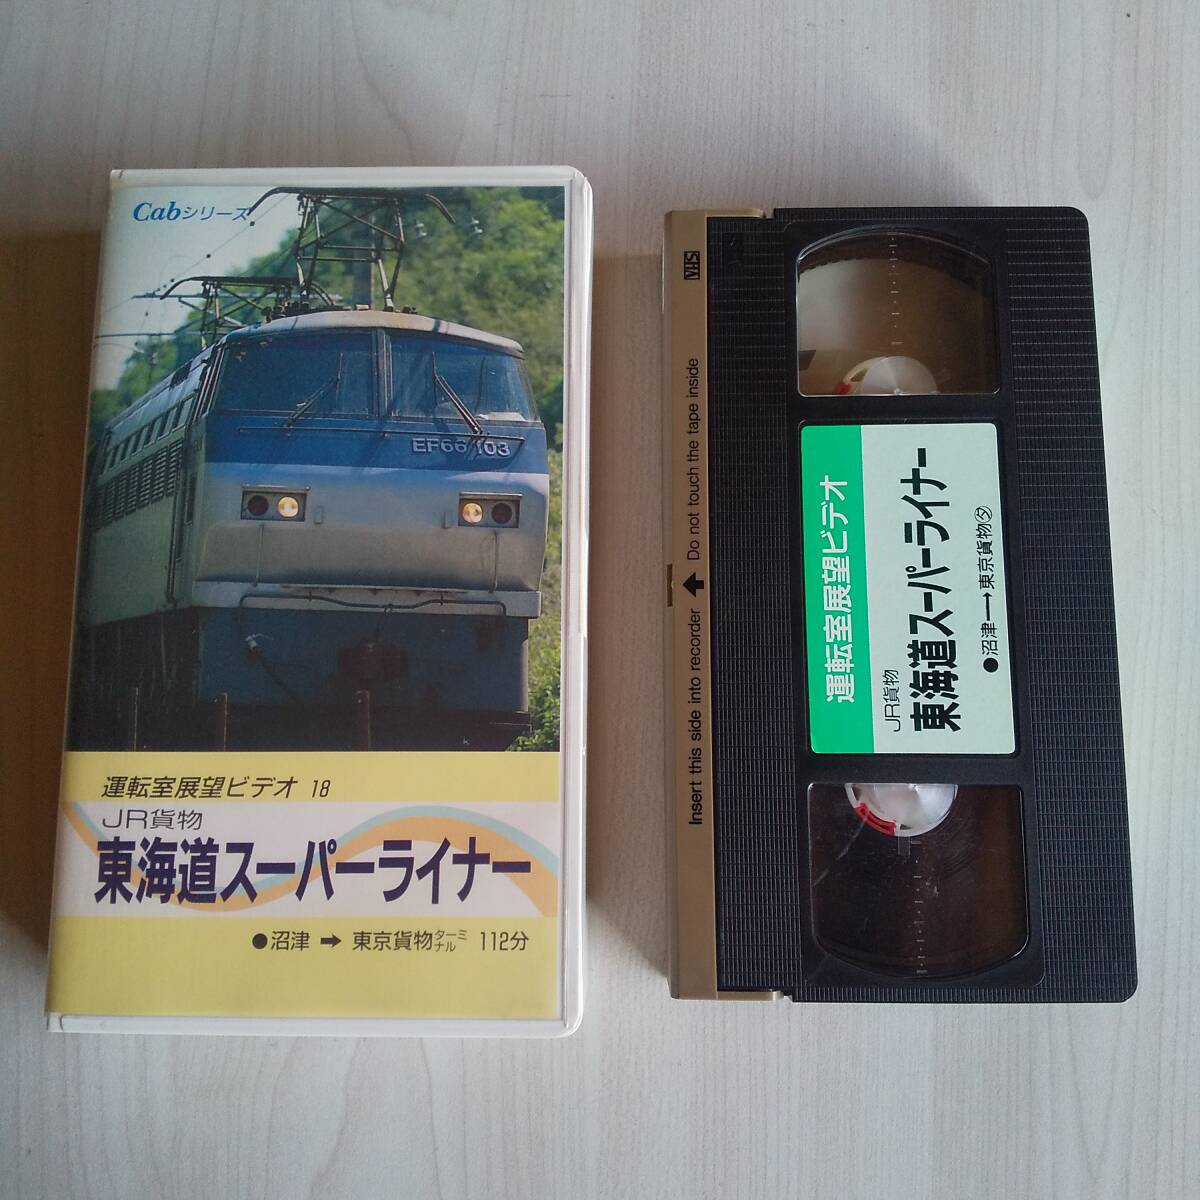 Cabシリーズ
EF66 103
運転室展望ビデオ 18
JR貨物
東海道スーパーライナー
●沼津 ➡ 東京貨物ターミナル 112分
VHS
Insert this side into recorder ⬆ Do not touch the tape inside
運転室展望ビデオ
JR貨物
東海道スーパーライナー
●沼津→東京貨物㋟